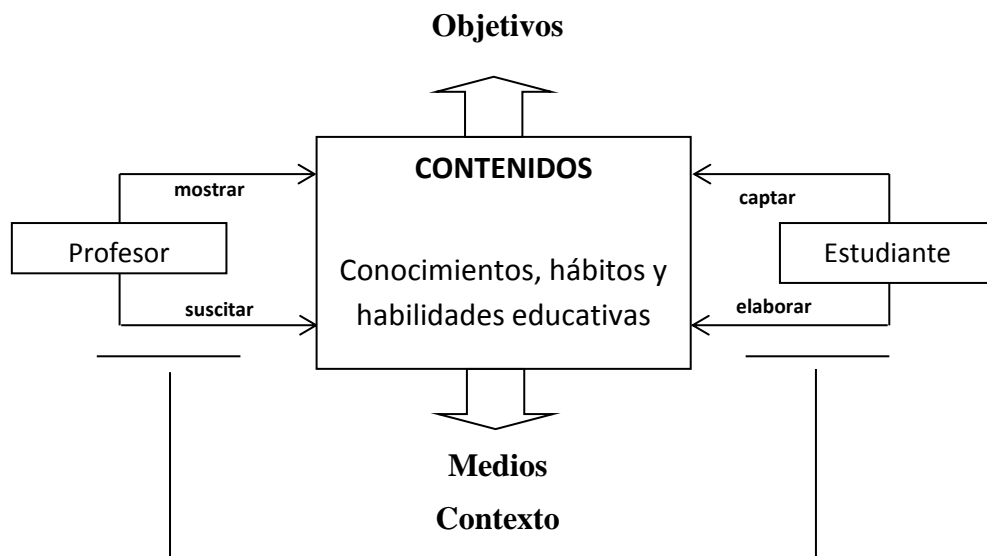 Objetivos
CONTENIDOS
mostrar
captar
Profesor
Conocimientos, hábitos y
habilidades educativas
Estudiante
suscitar
elaborar
Medios
Contexto